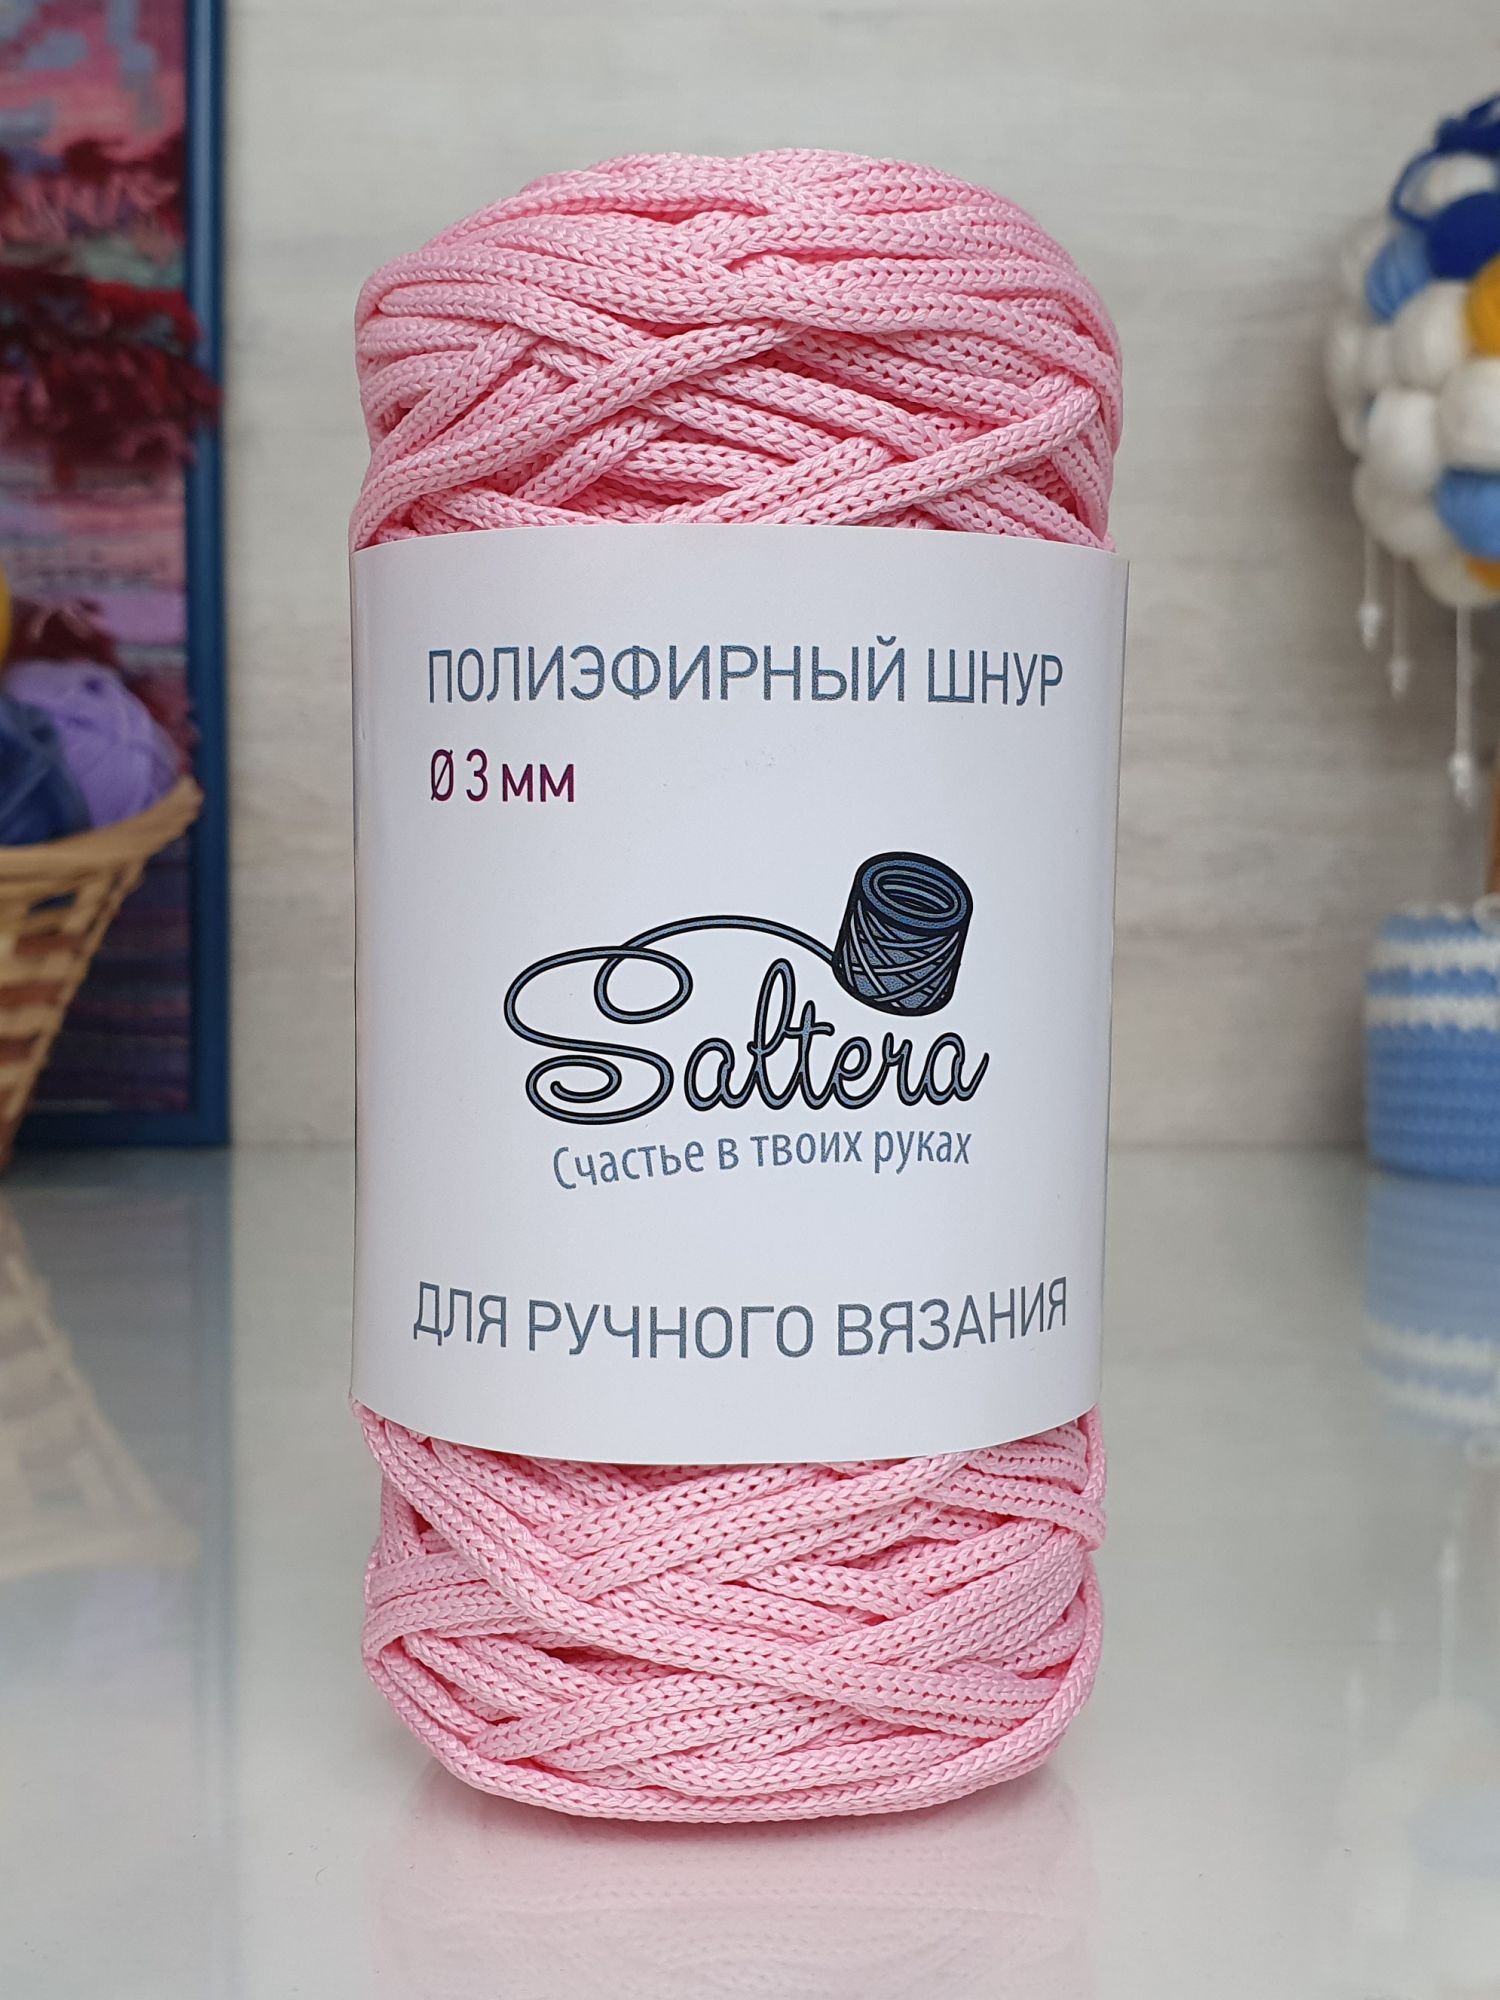 ПОЛИЭФИРНЫЙ ШНУР
Ø 3 мм
Saltera
Счастье в твоих руках
ДЛЯ РУЧНОГО ВЯЗАНИЯ